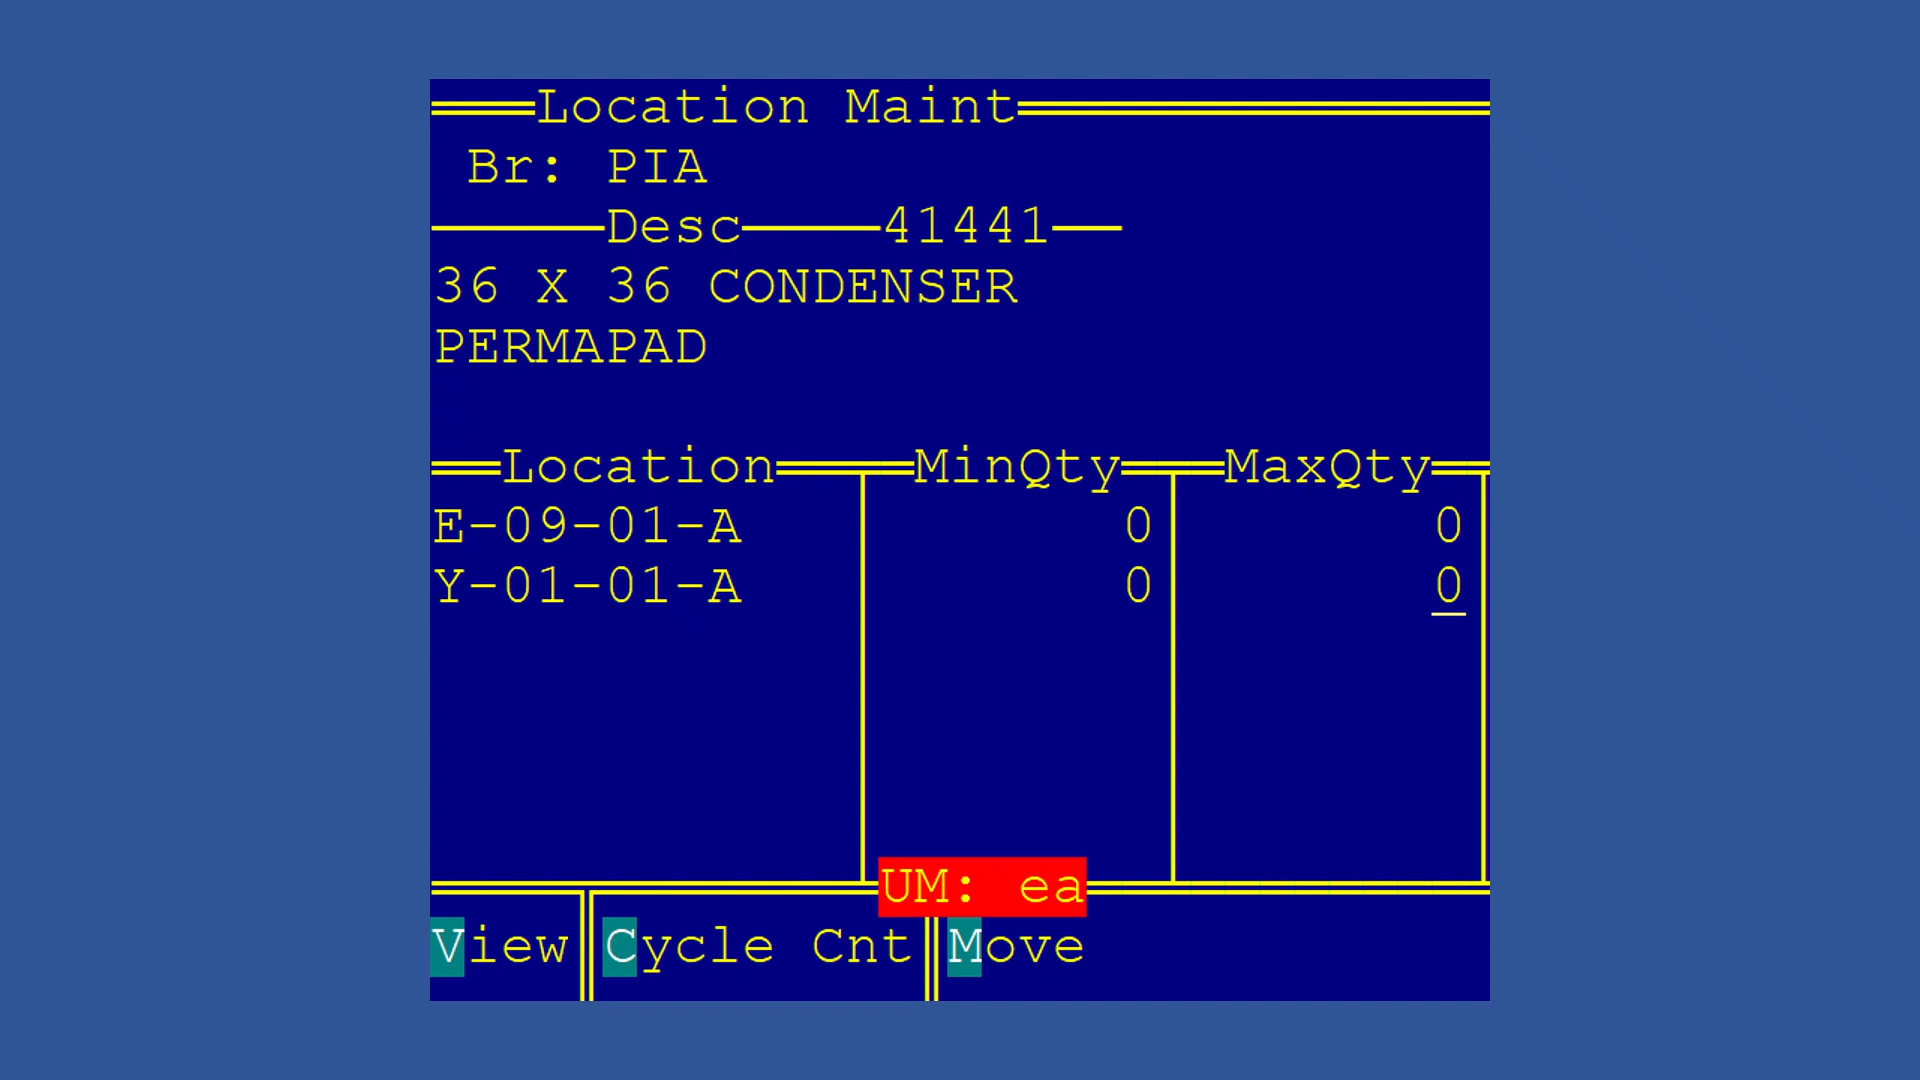 Location Maint
Br: PIA
Desc 41441
36 X 36 CONDENSER
PERMAPAD
Location MinQty MaxQty
E-09-01-A 0 0
Y-01-01-A 0 0
UM: ea
View Cycle Cnt Move